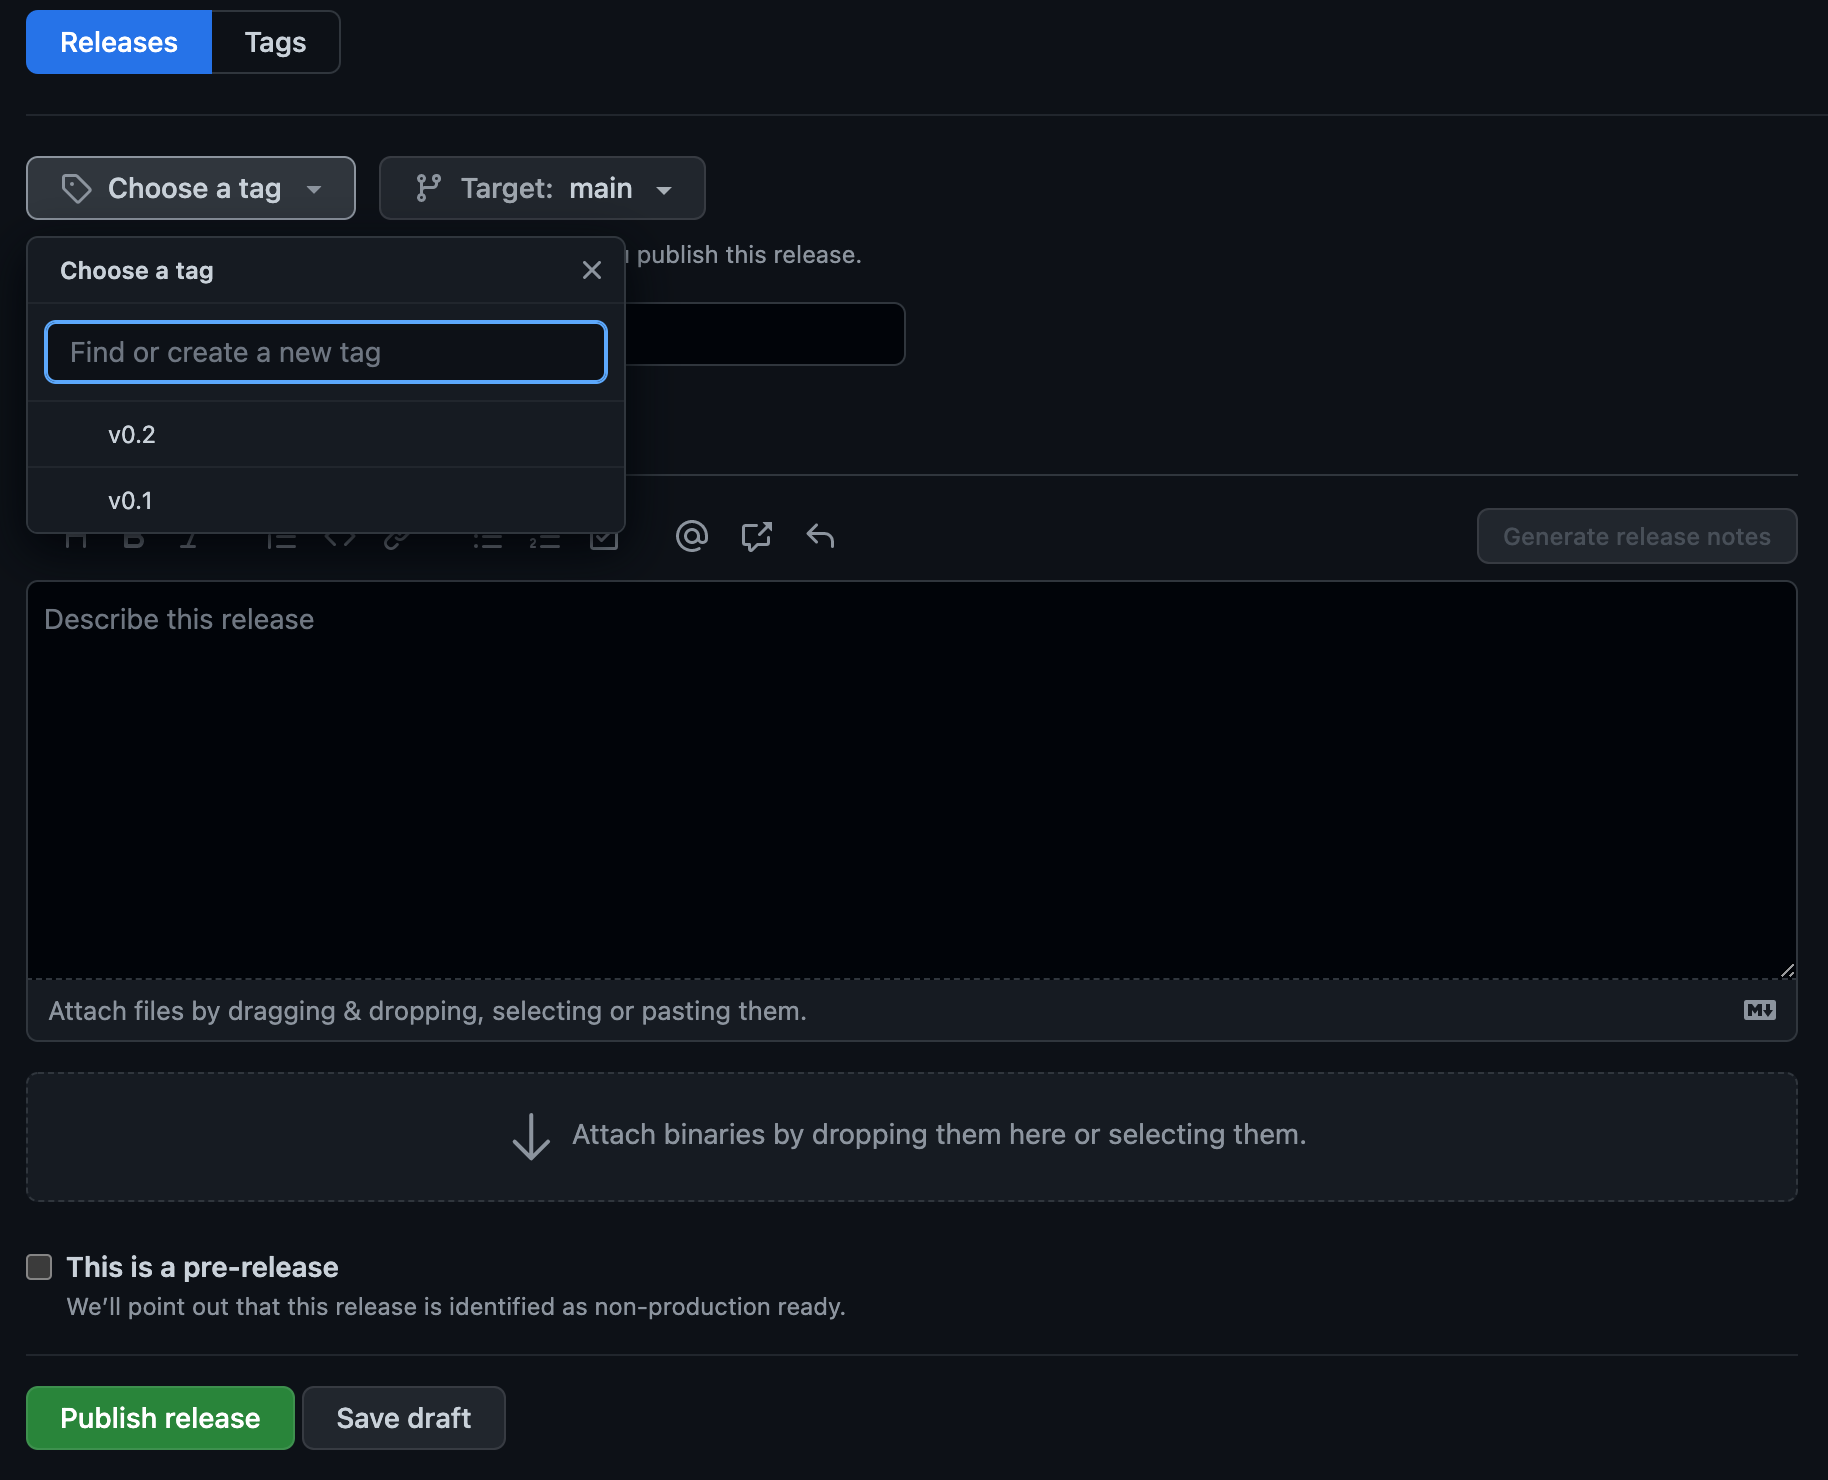 Releases Tags
Choose a tag Target: main
Choose a tag
publish this release.
Find or create a new tag
v0.2
v0.1
Generate release notes
Describe this release
Attach files by dragging & dropping, selecting or pasting them.
Attach binaries by dropping them here or selecting them.
This is a pre-release
We’ll point out that this release is identified as non-production ready.
Publish release Save draft